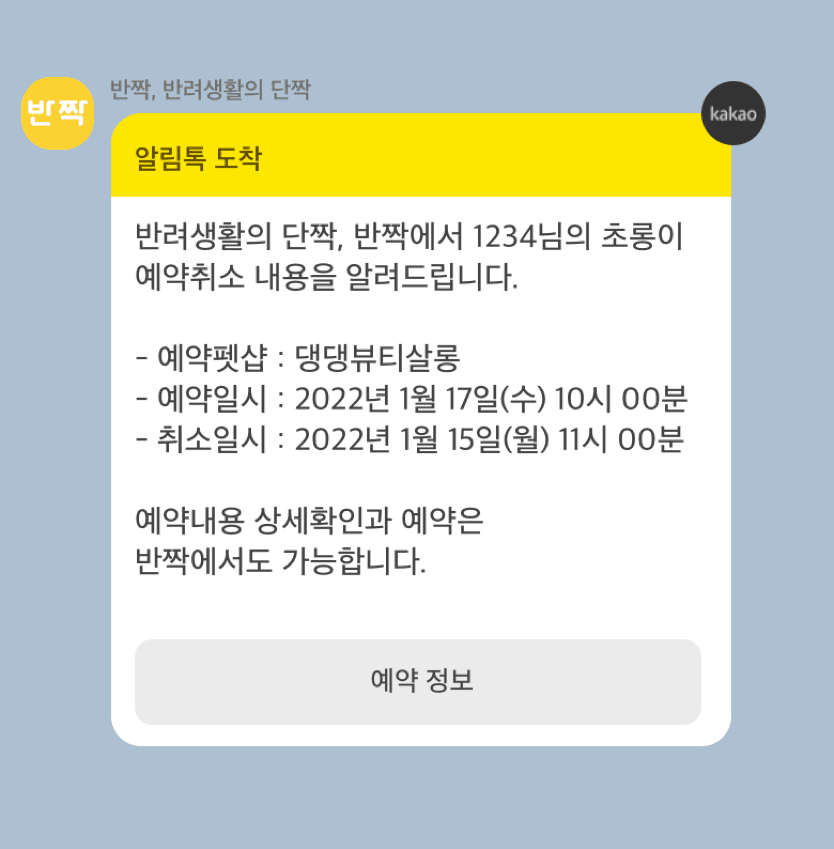 반짝, 반려생활의 단짝
반짝
kakao
알림톡 도착
반려생활의 단짝, 반짝에서 1234님의 초롱이
예약취소 내용을 알려드립니다.
- 예약펫샵 : 댕댕뷰티살롱
- 예약일시 : 2022년 1월 17일(수) 10시 00분
- 취소일시 : 2022년 1월 15일(월) 11시 00분
예약내용 상세확인과 예약은
반짝에서도 가능합니다.
예약 정보